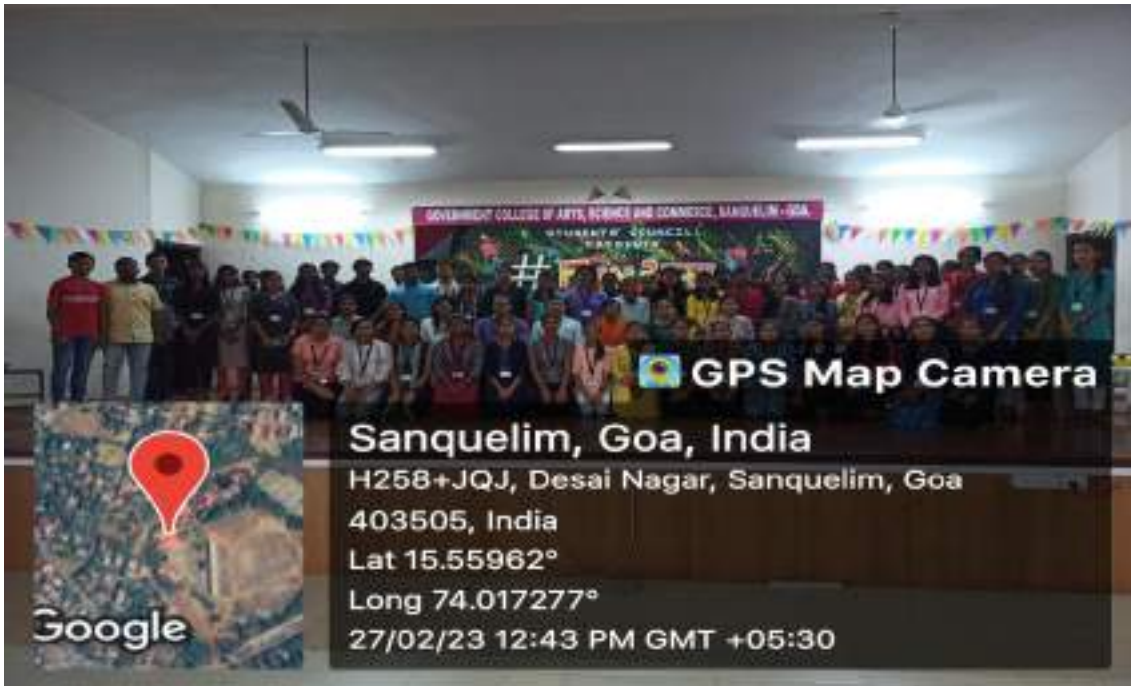 GOVERNMENT COLLEGE OF ARTS, SCIENCE AND COMMERCE, SANQUELIM - GOA
STUDENTS' COUNCIL
#
GPS Map Camera
Sanquelim, Goa, India
H258+JQJ, Desai Nagar, Sanquelim, Goa
403505, India
Lat 15.55962°
Long 74.017277°
27/02/23 12:43 PM GMT +05:30
Google